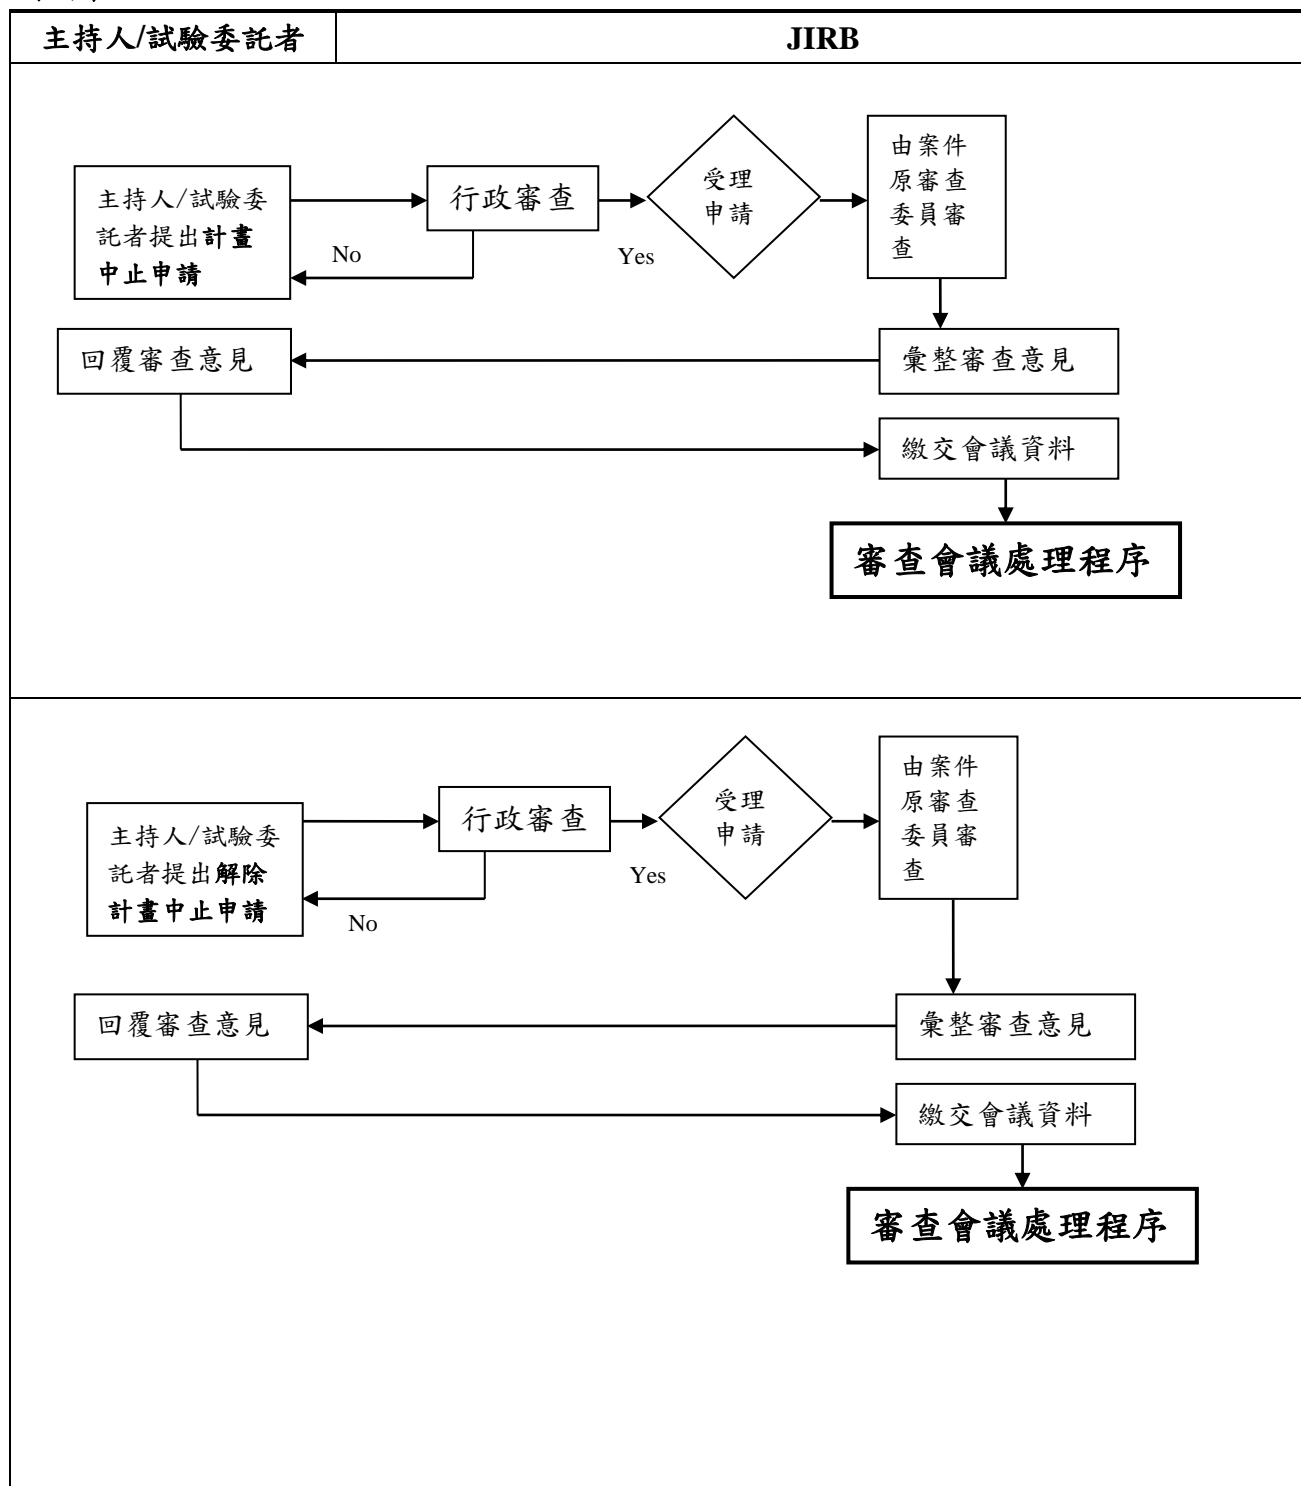 主持人/試驗委託者
JIRB
主持人/試驗委
託者提出計畫
中止申請
行政審查
No
Yes
受理
申請
由案件
原審查
委員審
查
回覆審查意見
彙整審查意見
繳交會議資料
審查會議處理程序
主持人/試驗委
託者提出解除
計畫中止申請
行政審查
No
Yes
受理
申請
由案件
原審查
委員審
查
回覆審查意見
彙整審查意見
繳交會議資料
審查會議處理程序